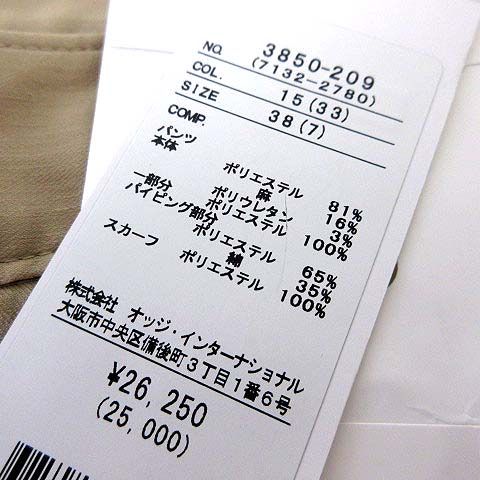 NO. 3850-209
(7132-2780)
COL. 15(33)
SIZE 38(7)
COMP.
パンツ
本体
ポリエステル 81%
麻 16%
ポリウレタン 3%
一部分 ポリエステル 100%
パイピング部分
ポリエステル 65%
綿 35%
スカーフ ポリエステル 100%
株式会社 オッジ・インターナショナル
大阪市中央区備後町3丁目1番6号
¥26,250
(25,000)